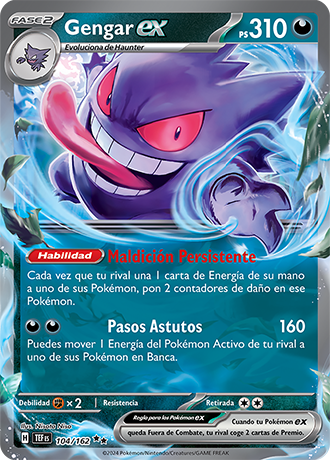 FASE2
Gengar ex
PS 310
Evoluciona de Haunter
Habilidad Maldición Persistente
Cada vez que tu rival una 1 carta de Energía de su mano
a uno de sus Pokémon, pon 2 contadores de daño en ese
Pokémon.
Pasos Astutos 160
Puedes mover 1 Energía del Pokémon Activo de tu rival a
uno de sus Pokémon en Banca.
Debilidad × 2 Resistencia Retirada
Regla para los Pokémon ex
Cuando tu Pokémon ex
queda Fuera de Combate, tu rival coge 2 cartas de Premio.
Ilus. Nisota Niso
H TEF ES 104/162
©2024 Pokémon/Nintendo/Creatures/GAME FREAK